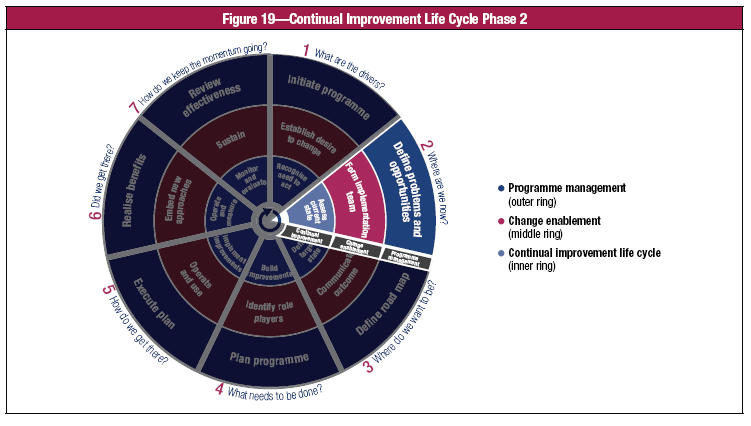 Figure 19—Continual Improvement Life Cycle Phase 2
1 What are the drivers?
Initiate programme
Establish desire
to change
Recognise
need to
act
2 Where are we now?
Define problems and
opportunities
Form implementation
team
Assess
current
state
Continual
improvement
Change
enablement
Programme
management
3 Where do we want to be?
Define road map
Communicate
outcome
state
4 What needs to be done?
Plan programme
Identify role
players
Build
improvements
5 How do we get there?
Execute plan
Operate
and use
Implement
improvements
6 Did we get there?
Realise benefits
Embed new
approaches
Operate
and
measure
7 How do we keep the momentum going?
Review
effectiveness
Sustain
Monitor
and
evaluate
Programme management
(outer ring)
Change enablement
(middle ring)
Continual improvement life cycle
(inner ring)